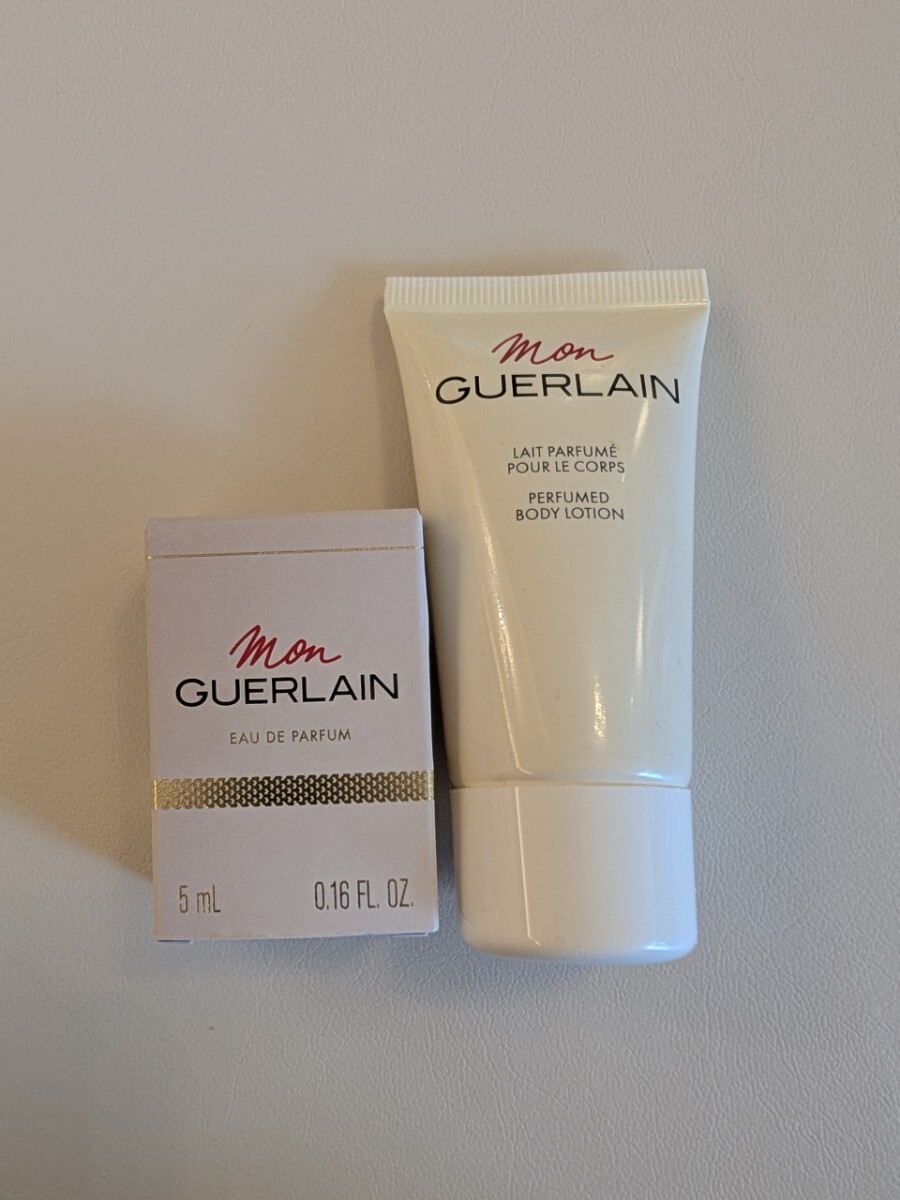 Mon
GUERLAIN
EAU DE PARFUM
5 mL 0.16 FL. OZ.
Mon
GUERLAIN
LAIT PARFUMÉ
POUR LE CORPS
PERFUMED
BODY LOTION